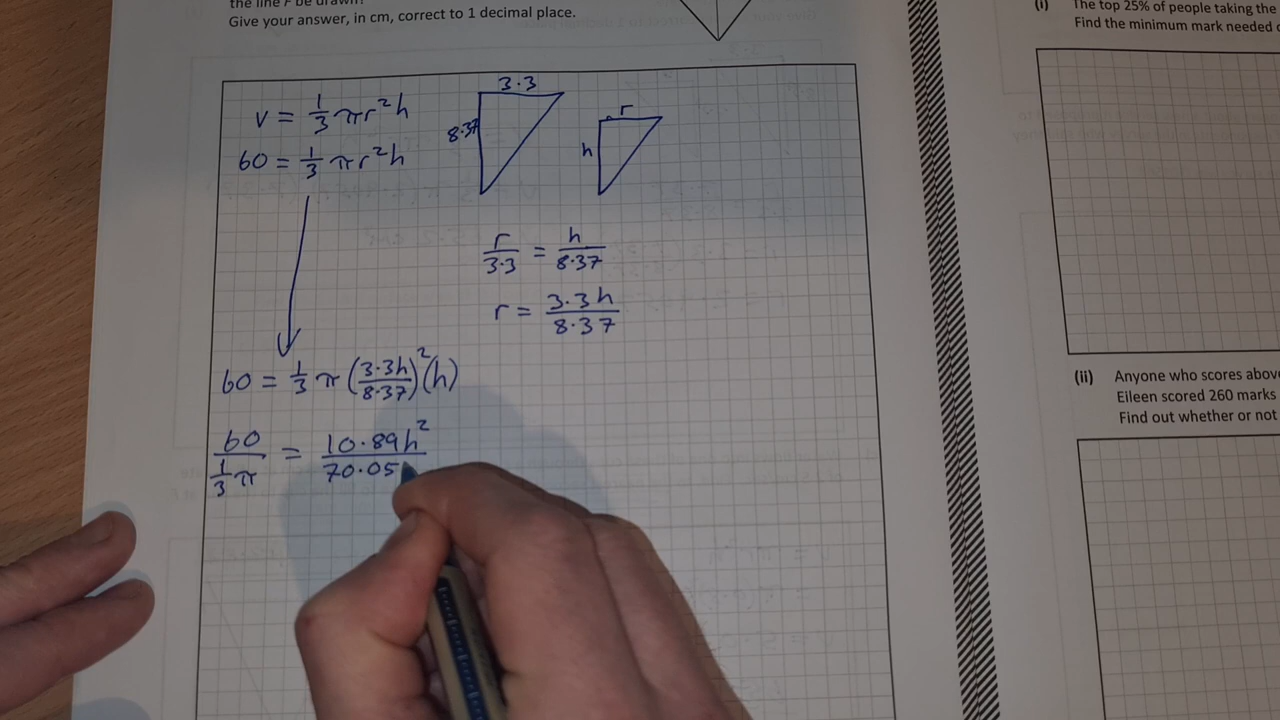 the line F be drawn?
Give your answer, in cm, correct to 1 decimal place.
V = 1/3 πr²h
60 = 1/3 πr²h
3·3
8·37
r
h
r/3·3 = h/8·37
r = 3·3h/8·37
60 = 1/3 π (3·3h/8·37)²(h)
60/(1/3 π) = 10·89h²/70·05
(i) The top 25% of people taking the
Find the minimum mark needed
(ii) Anyone who scores above
Eileen scored 260 marks
Find out whether or not